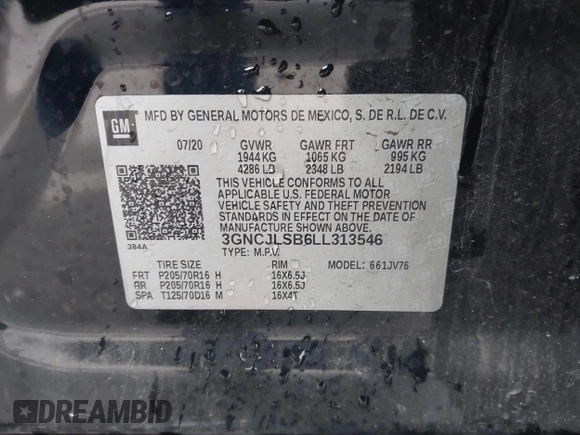 GM
MFD BY GENERAL MOTORS DE MEXICO, S. DE R.L. DE C.V.
07/20 GVWR GAWR FRT GAWR RR
1944 KG 1065 KG 995 KG
4286 LB 2348 LB 2194 LB
THIS VEHICLE CONFORMS TO ALL
APPLICABLE U.S. FEDERAL MOTOR
VEHICLE SAFETY AND THEFT
PREVENTION STANDARDS IN EFFECT
ON THE DATE OF MANUFACTURE
SHOWN ABOVE.
3GNCJLSB6LL313546
384A
TYPE: M.P.V.
TIRE SIZE RIM MODEL: 661JV76
FRT P205/70R16 H 16X6.5J
RR P205/70R16 H 16X6.5J
SPA T125/70D16 M 16X4T
DREAMBID